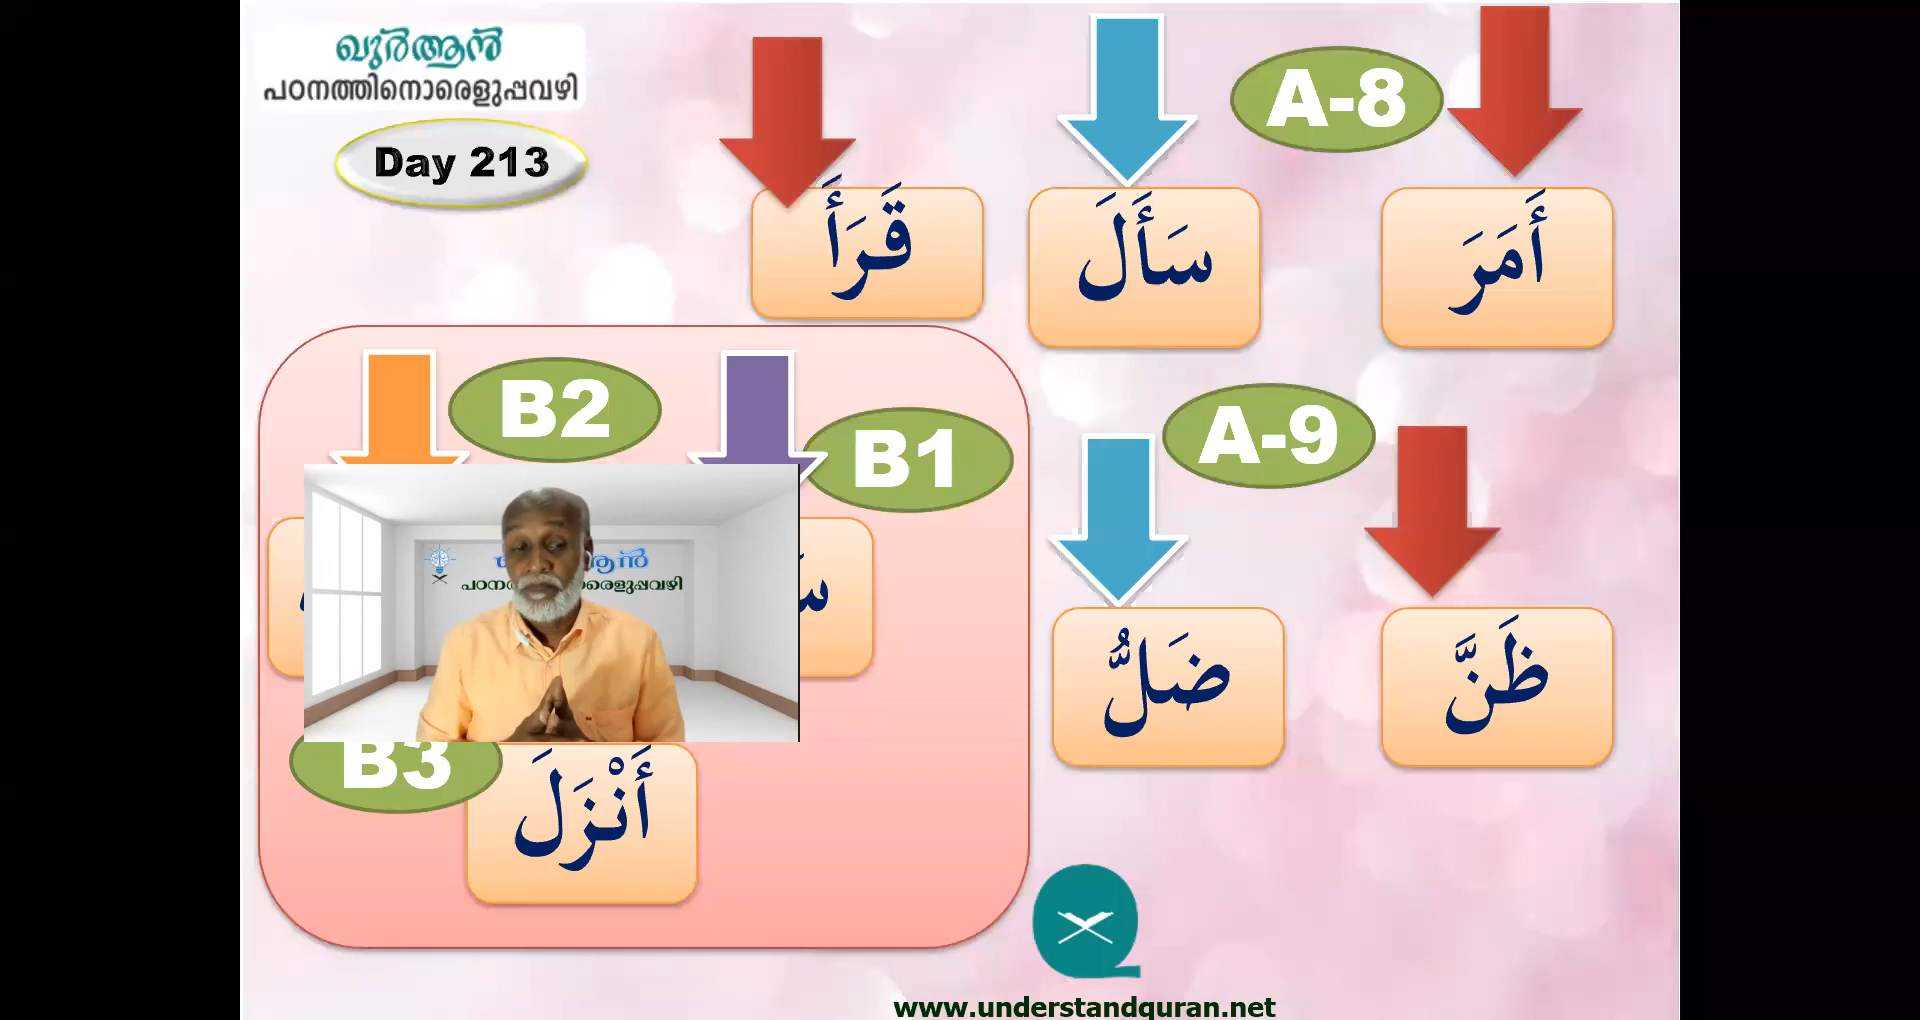 ഖുർആൻ
പഠനത്തിനൊരെളുപ്പവഴി
Day 213
A-8
أَمَرَ
سَأَلَ
قَرَأَ
A-9
ظَنَّ
ضَلُّ
B1
B2
B3
أَنْزَلَ
www.understandquran.net